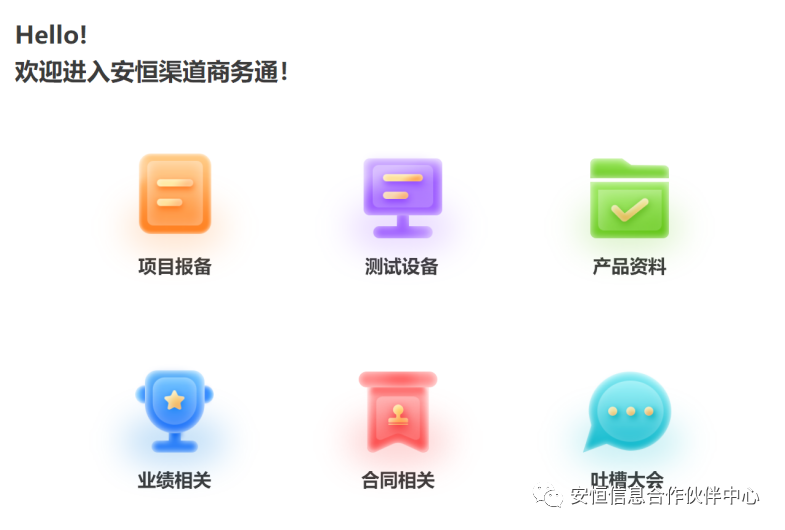 Hello!
欢迎进入安恒渠道商务通！
项目报备
测试设备
产品资料
业绩相关
合同相关
吐槽大会
安恒信息合作伙伴中心